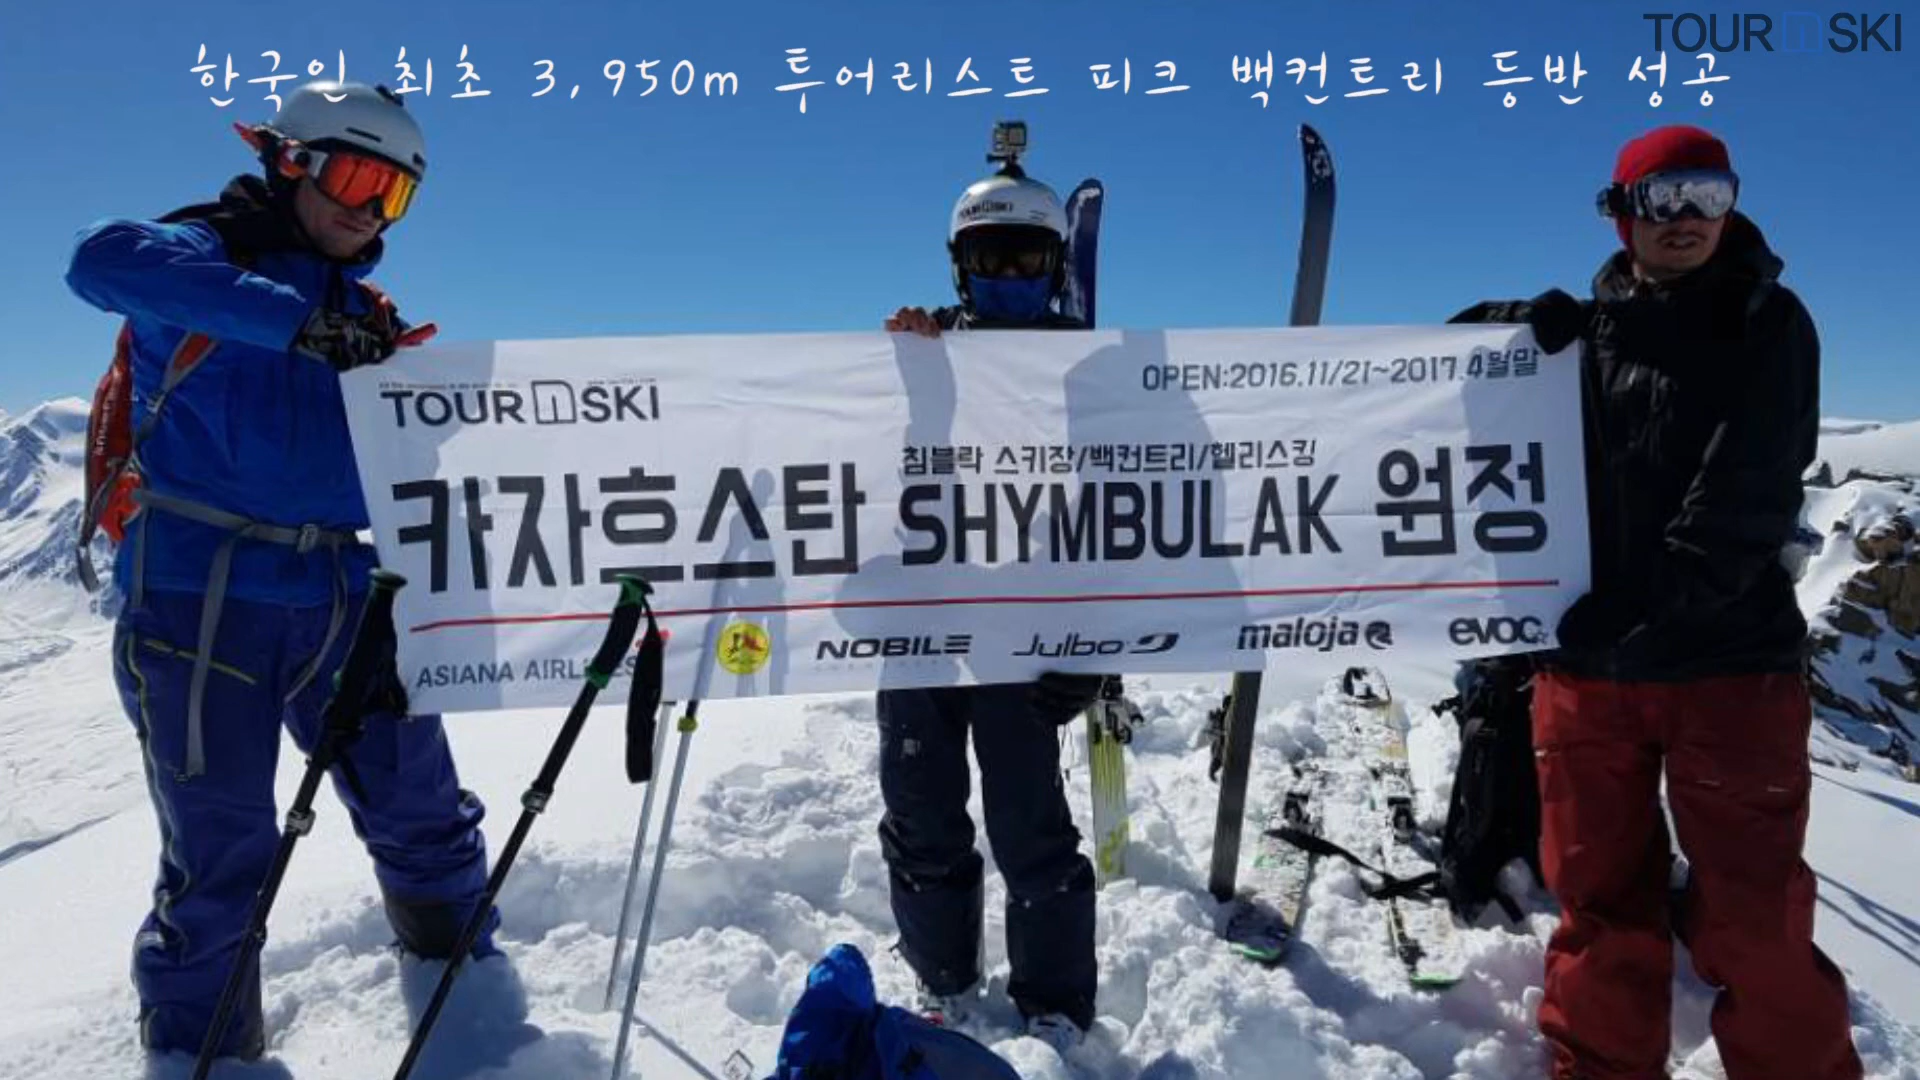 TOUR n SKI
한국인 최초 3,950m 투어리스트 피크 백컨트리 등반 성공
TOUR n SKI
OPEN:2016.11/21~2017.4월말
침블락 스키장/백컨트리/헬리스킹
카자흐스탄 SHYMBULAK 원정
ASIANA AIRLINES NOBILE Julbo maloja evoc